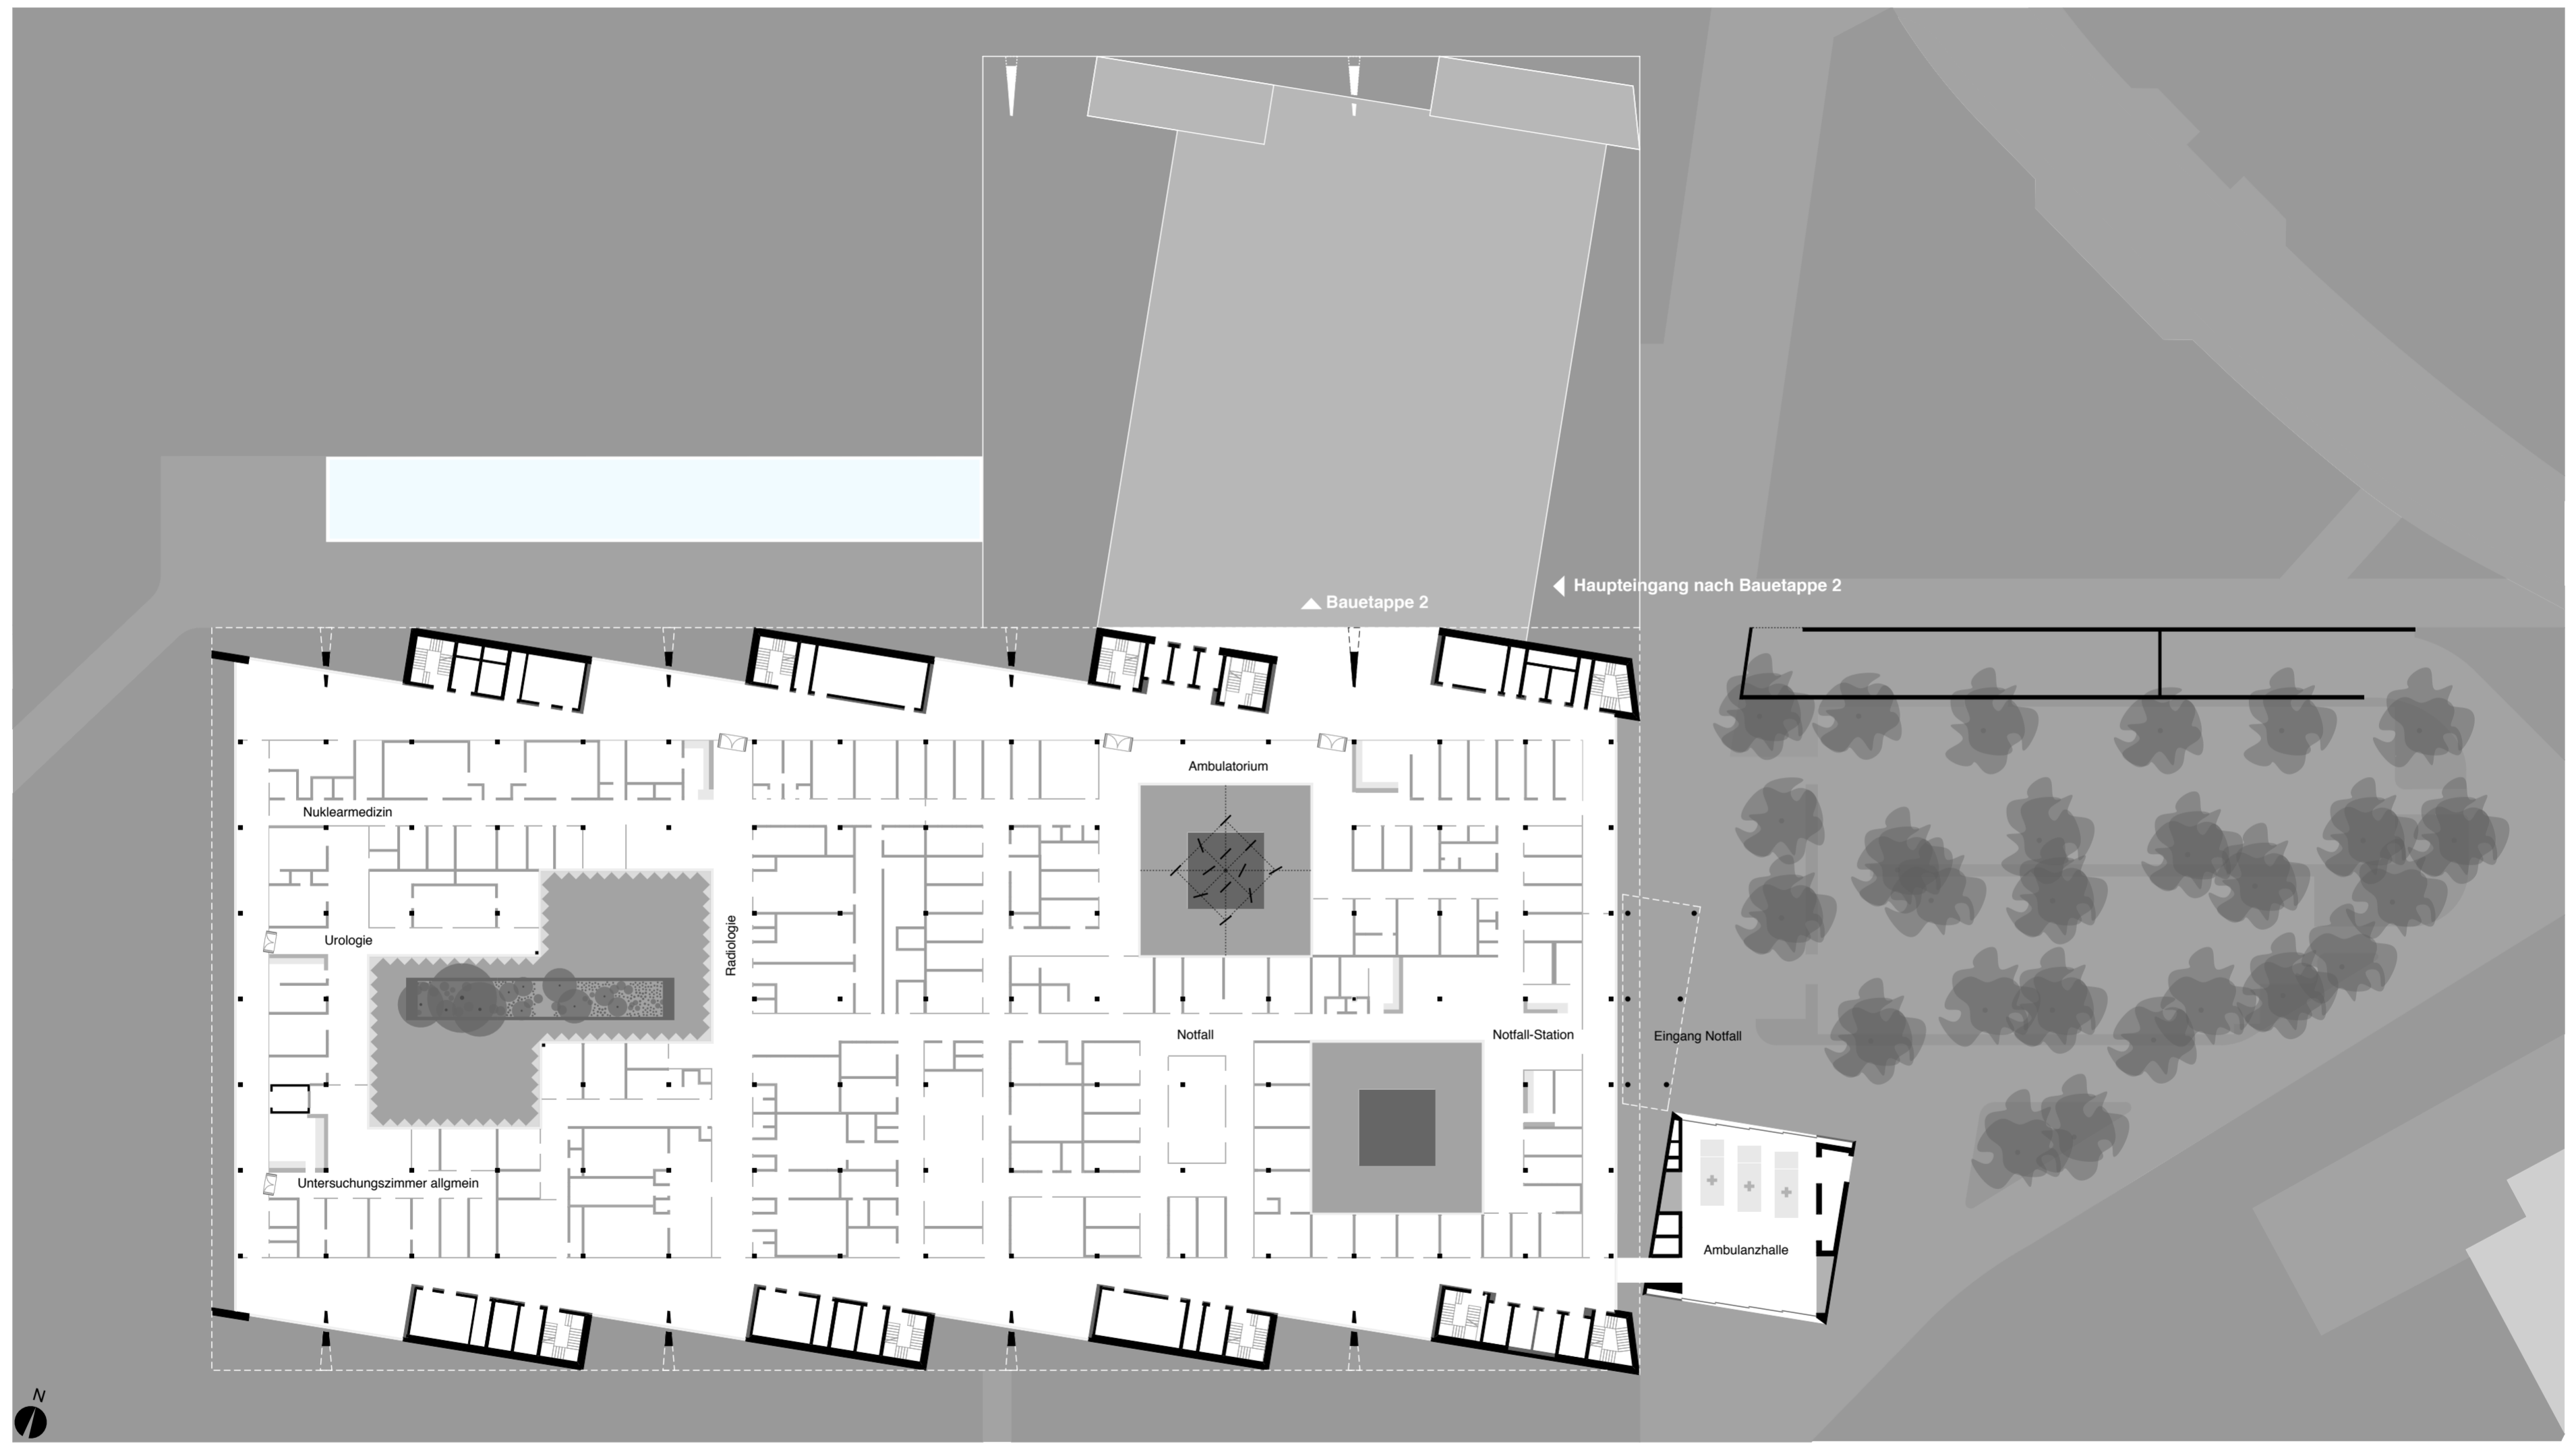 Haupteingang nach Bauetappe 2
Bauetappe 2
Ambulatorium
Nuklearmedizin
Urologie
Radiologie
Notfall
Notfall-Station
Eingang Notfall
Untersuchungszimmer allgmein
Ambulanzhalle
N